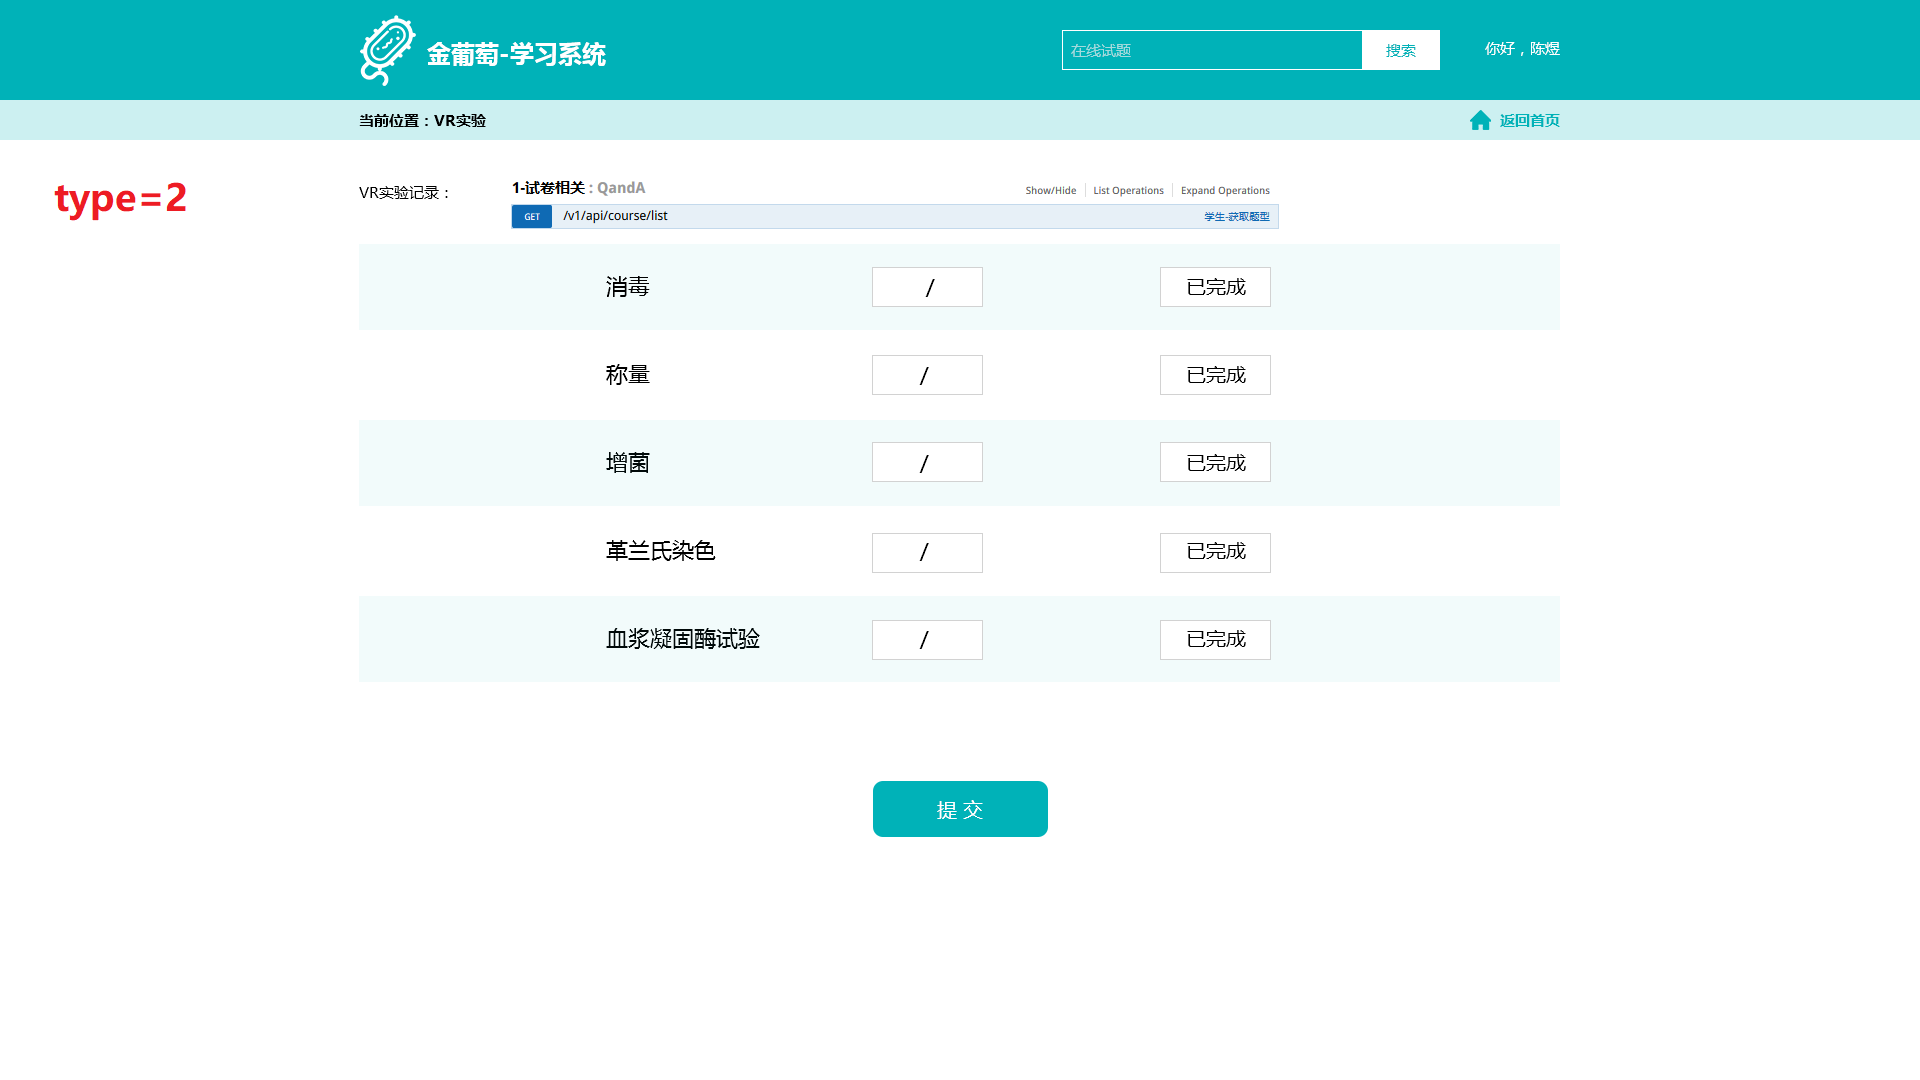 金葡萄-学习系统
在线试题
搜索
你好，陈煜
当前位置：VR实验
返回首页
type=2
VR实验记录：
1-试卷相关 : QandA
Show/Hide
List Operations
Expand Operations
GET
/v1/api/course/list
学生-获取题型
消毒
/
已完成
称量
/
已完成
增菌
/
已完成
革兰氏染色
/
已完成
血浆凝固酶试验
/
已完成
提 交